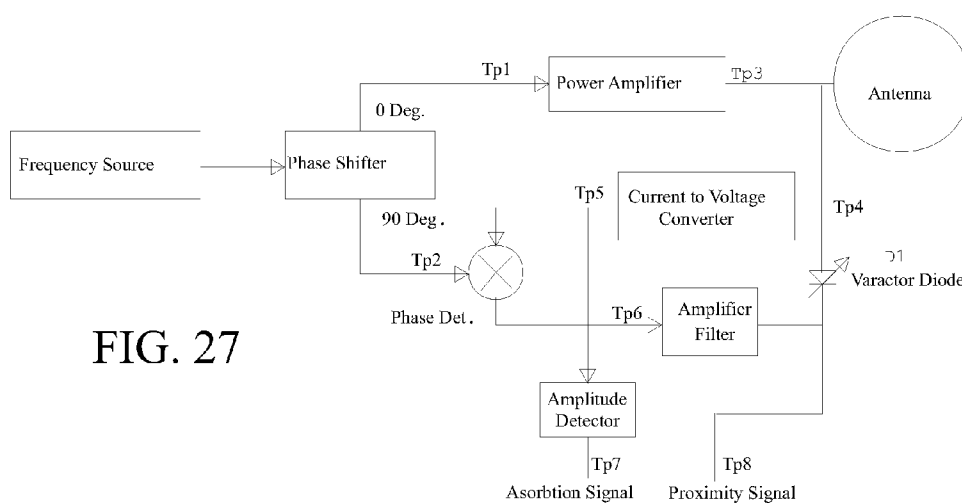 Tp1
Power Amplifier
Tp3
Antenna
0 Deg.
Frequency Source
Phase Shifter
Tp5
Current to Voltage
Converter
Tp4
90 Deg.
Tp2
D1
Varactor Diode
Phase Det.
Tp6
Amplifier
Filter
FIG. 27
Amplitude
Detector
Tp7
Tp8
Asorbtion Signal
Proximity Signal